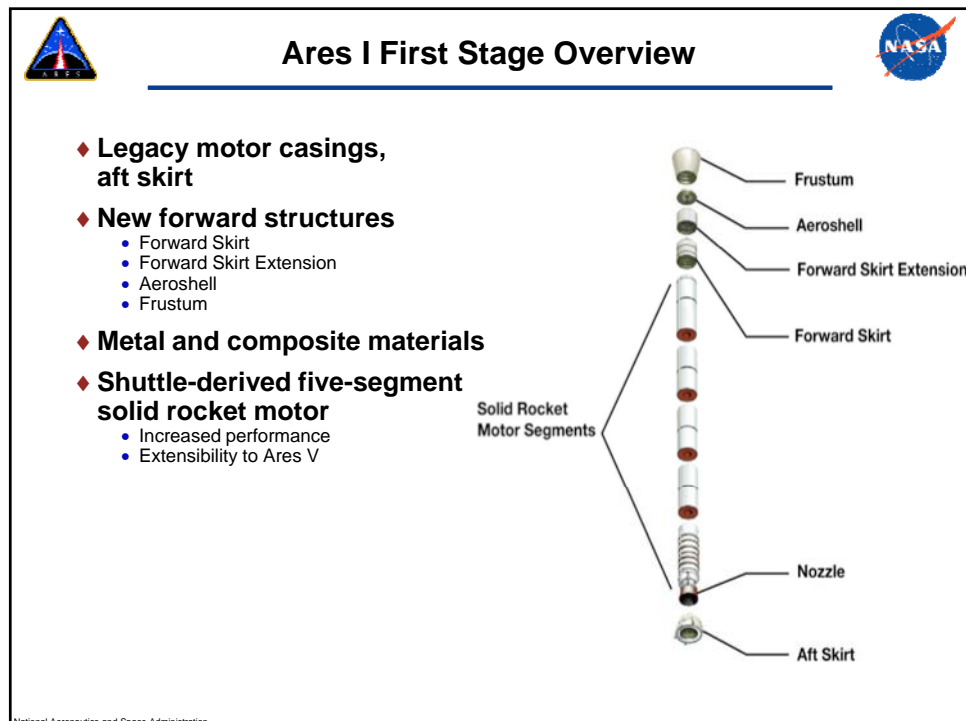 Ares I First Stage Overview
ARES
NASA
♦ Legacy motor casings,
aft skirt
♦ New forward structures
• Forward Skirt
• Forward Skirt Extension
• Aeroshell
• Frustum
♦ Metal and composite materials
♦ Shuttle-derived five-segment
solid rocket motor
• Increased performance
• Extensibility to Ares V
Frustum
Aeroshell
Forward Skirt Extension
Forward Skirt
Solid Rocket
Motor Segments
Nozzle
Aft Skirt
National Aeronautics and Space Administration